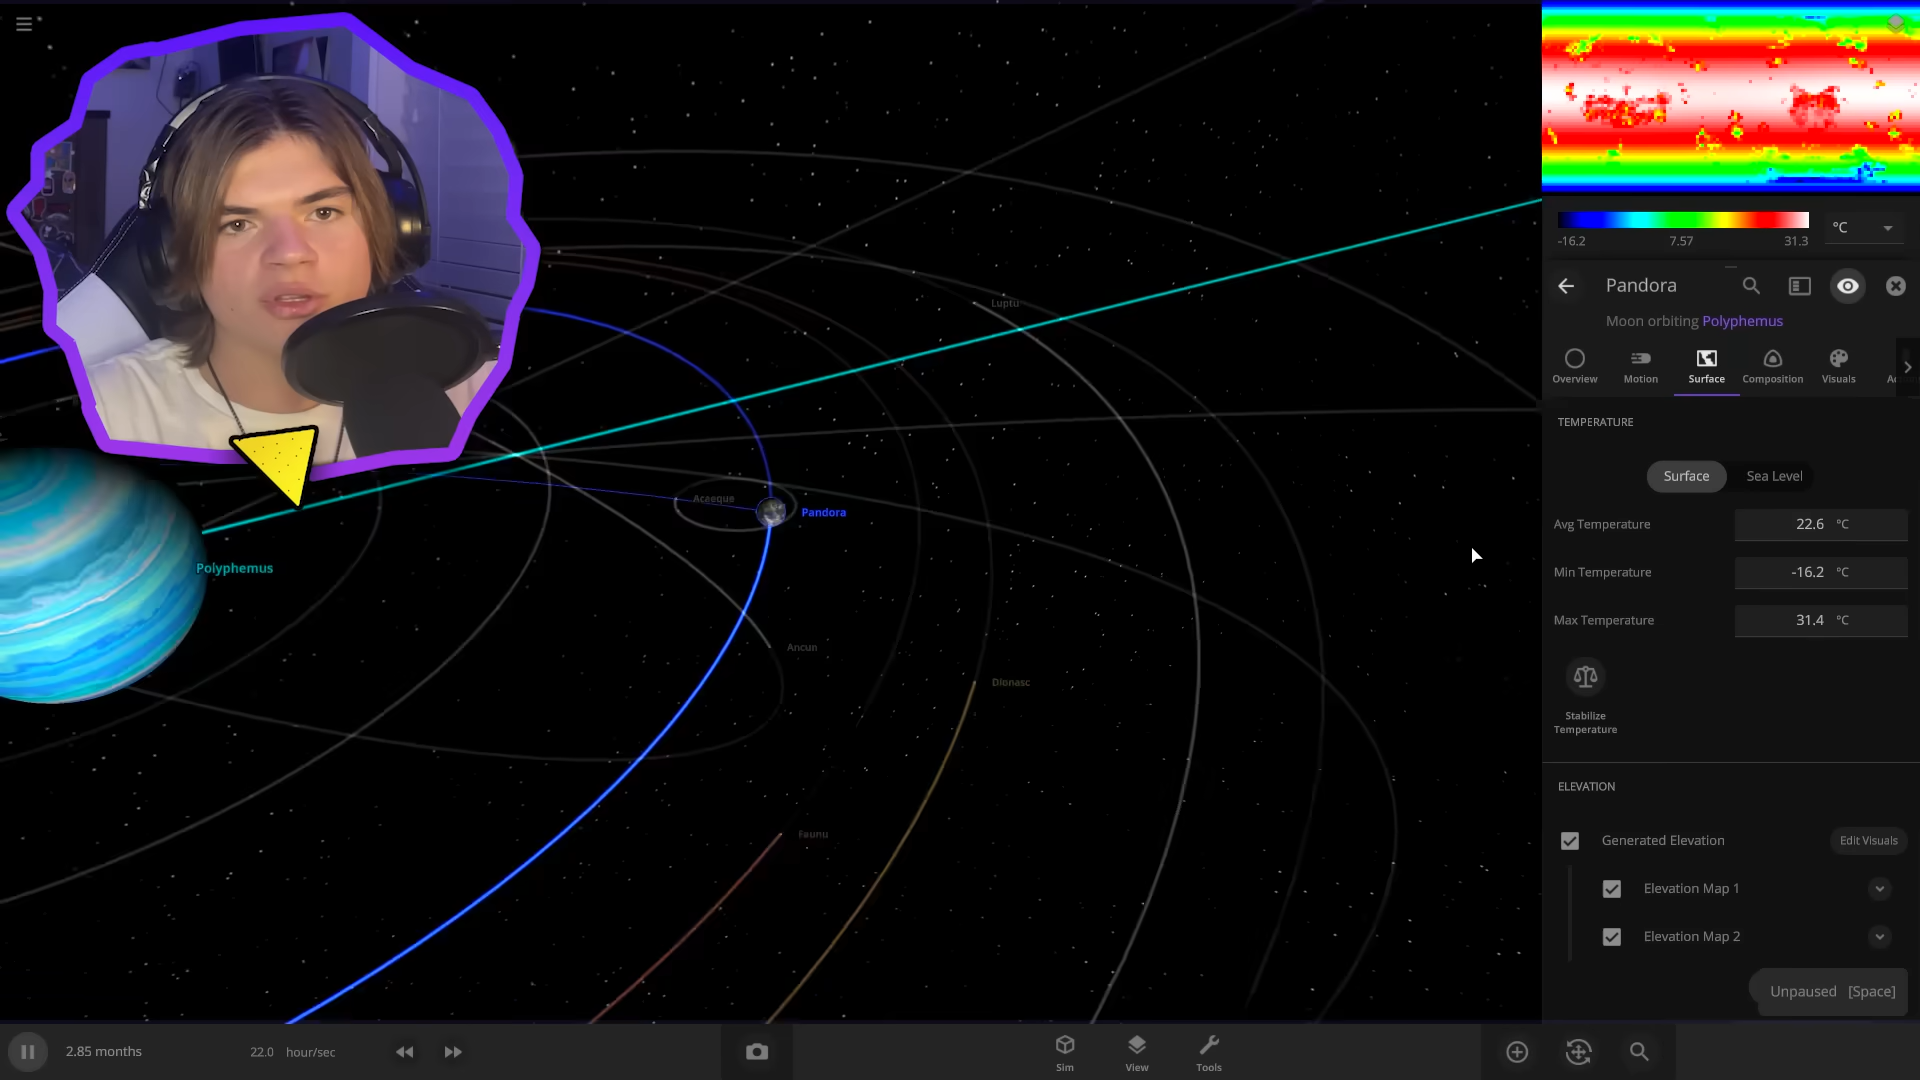 -16.2 7.57 31.3
°C
Pandora
Moon orbiting Polyphemus
Overview Motion Surface Composition Visuals
TEMPERATURE
Surface Sea Level
Avg Temperature 22.6 °C
Min Temperature -16.2 °C
Max Temperature 31.4 °C
Stabilize
Temperature
ELEVATION
Generated Elevation Edit Visuals
Elevation Map 1
Elevation Map 2
Unpaused [Space]
Luptu
Acaeque
Pandora
Polyphemus
Ancun
Dionasc
Faunu
2.85 months 22.0 hour/sec
Sim View Tools